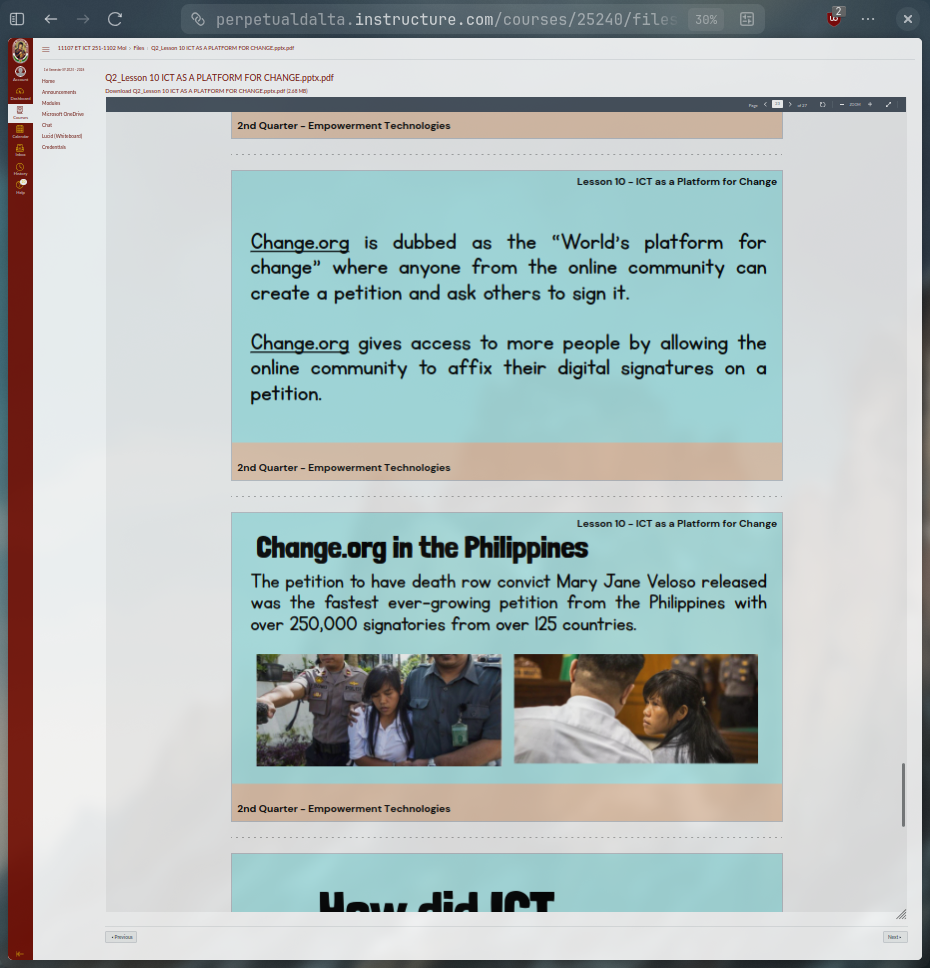 perpetualdalta.instructure.com/courses/25240/files
30%
2
11107 ET ICT 251-1102 Mol › Files › Q2_Lesson 10 ICT AS A PLATFORM FOR CHANGE.pptx.pdf
Account
Dashboard
Courses
Calendar
Inbox
History
Help
Home
Announcements
Modules
Microsoft OneDrive
Chat
Lucid (Whiteboard)
Credentials
Q2_Lesson 10 ICT AS A PLATFORM FOR CHANGE.pptx.pdf
Download Q2_Lesson 10 ICT AS A PLATFORM FOR CHANGE.pptx.pdf (2.68 MB)
Page
2nd Quarter - Empowerment Technologies
Lesson 10 - ICT as a Platform for Change
Change.org is dubbed as the “World’s platform for
change” where anyone from the online community can
create a petition and ask others to sign it.
Change.org gives access to more people by allowing the
online community to affix their digital signatures on a
petition.
2nd Quarter - Empowerment Technologies
Lesson 10 - ICT as a Platform for Change
Change.org in the Philippines
The petition to have death row convict Mary Jane Veloso released
was the fastest ever-growing petition from the Philippines with
over 250,000 signatories from over 125 countries.
2nd Quarter - Empowerment Technologies
How did ICT
‹ Previous
Next ›